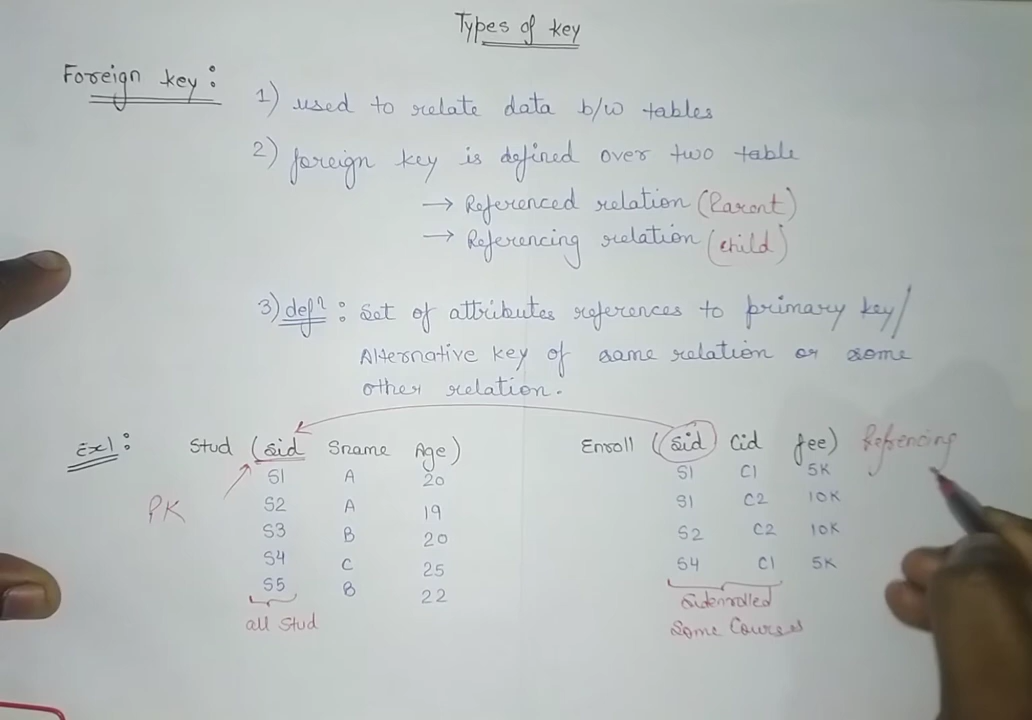 Types of key
Foreign key:
1) used to relate data b/w tables
2) foreign key is defined over two table
→ Referenced relation (Parent)
→ Referencing relation (child)
3) defⁿ: Set of attributes references to primary key/
Alternative key of same relation or some
other relation.
Ex1: Stud (sid Sname Age) Enroll (sid Cid fee) Referencing
S1 A 20 S1 C1 5K
S2 A 19 S1 C2 10K
S3 B 20 S2 C2 10K
S4 C 25 S4 C1 5K
S5 B 22
PK
all Stud
Sid enrolled
Some Courses